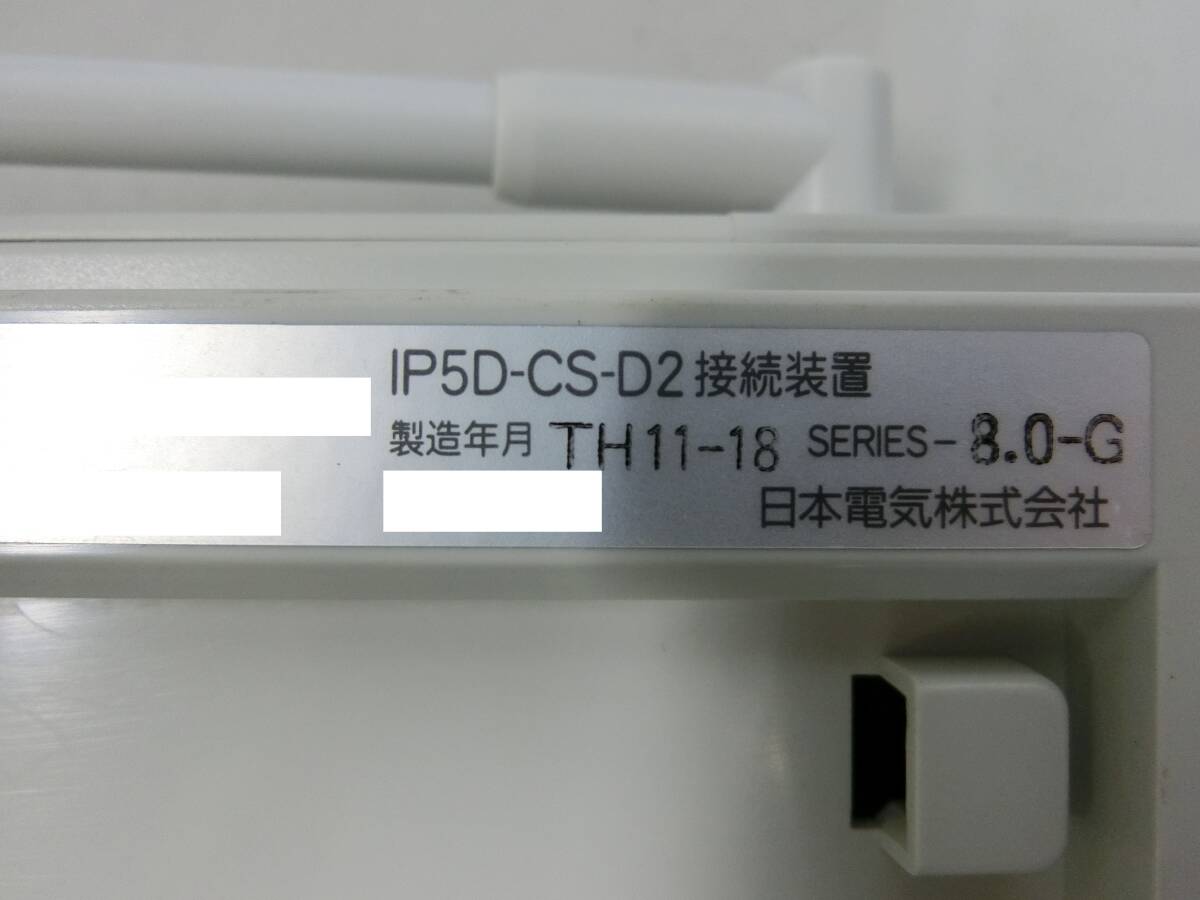 IP5D-CS-D2 接続装置
製造年月 TH11-18 SERIES-8.0-G
日本電気株式会社